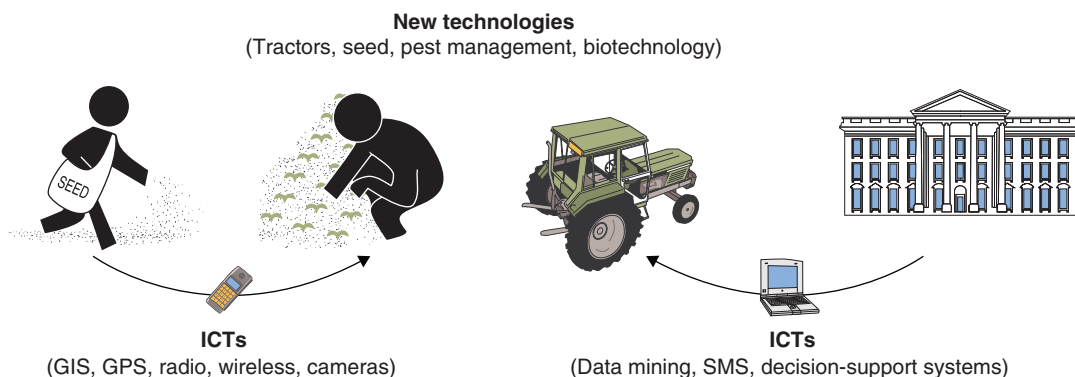 New technologies
(Tractors, seed, pest management, biotechnology)
SEED
ICTs
(GIS, GPS, radio, wireless, cameras)
ICTs
(Data mining, SMS, decision-support systems)